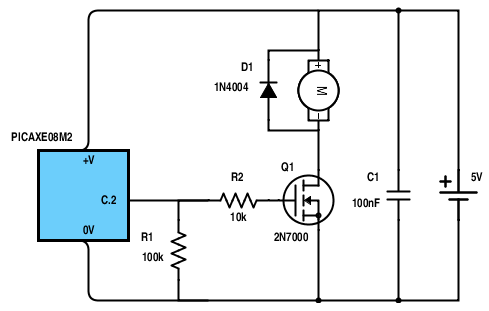 D1
1N4004
+
M
−
PICAXE08M2
+V
C.2
0V
R2
10k
Q1
2N7000
R1
100k
C1
100nF
+
5V